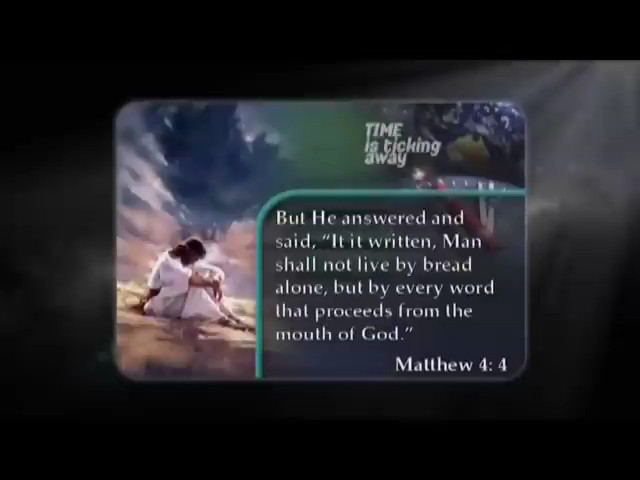 TIME
is ticking
away
But He answered and
said, “It it written, Man
shall not live by bread
alone, but by every word
that proceeds from the
mouth of God.”
Matthew 4: 4